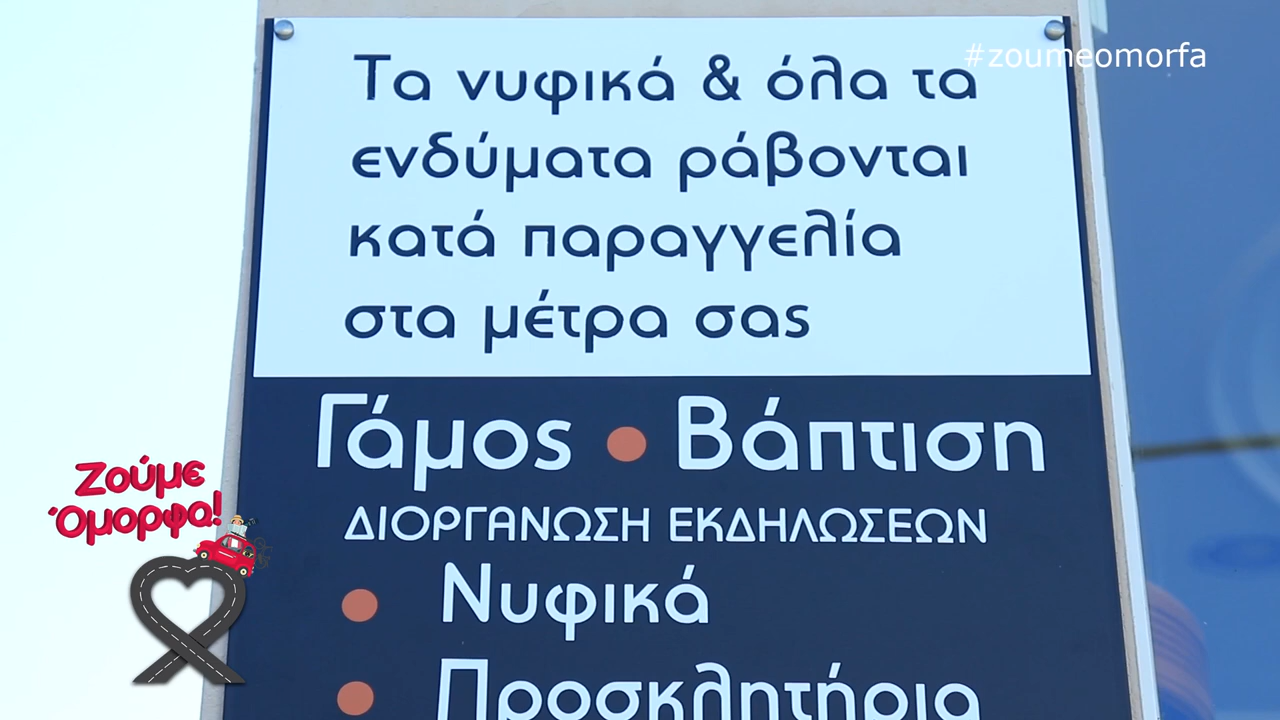 #zoumeomorfa
Τα νυφικά & όλα τα
ενδύματα ράβονται
κατά παραγγελία
στα μέτρα σας
Γάμος • Βάπτιση
ΔΙΟΡΓΑΝΩΣΗ ΕΚΔΗΛΩΣΕΩΝ
• Νυφικά
• Προσκλητήρια
Ζούμε
Όμορφα!